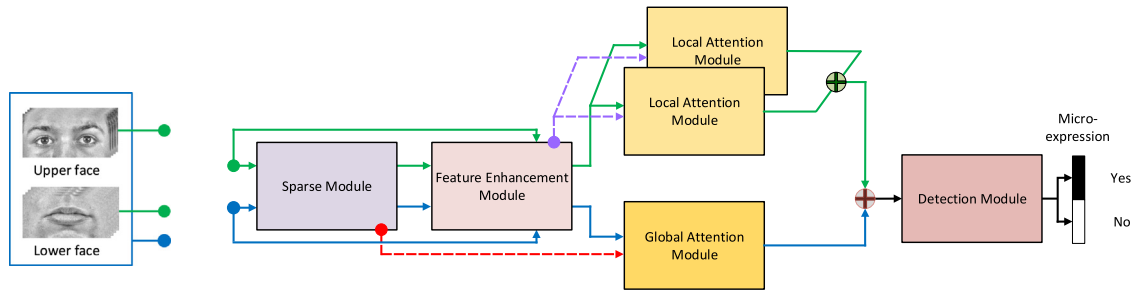 Upper face
Lower face
Sparse Module
Feature Enhancement
Module
Local Attention
Module
Local Attention
Module
Global Attention
Module
Detection Module
Micro-
expression
Yes
No